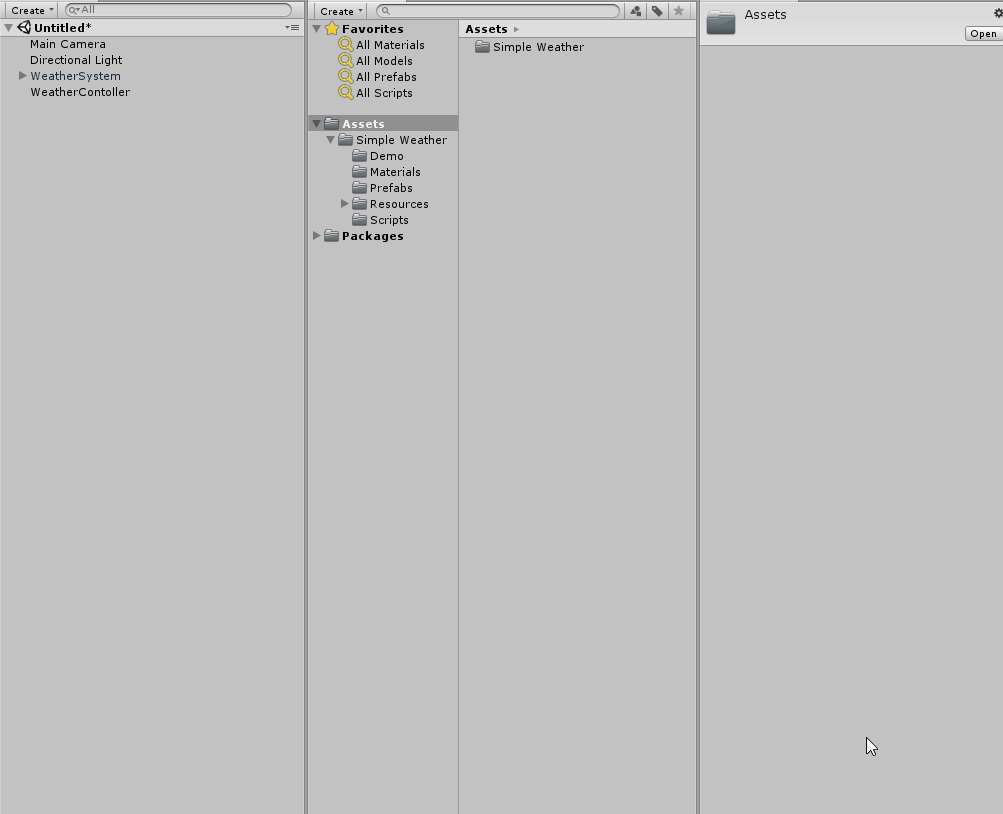 Create
All
Untitled*
Main Camera
Directional Light
WeatherSystem
WeatherContoller
Create
Favorites
All Materials
All Models
All Prefabs
All Scripts
Assets
Simple Weather
Demo
Materials
Prefabs
Resources
Scripts
Packages
Assets
Simple Weather
Assets
Open